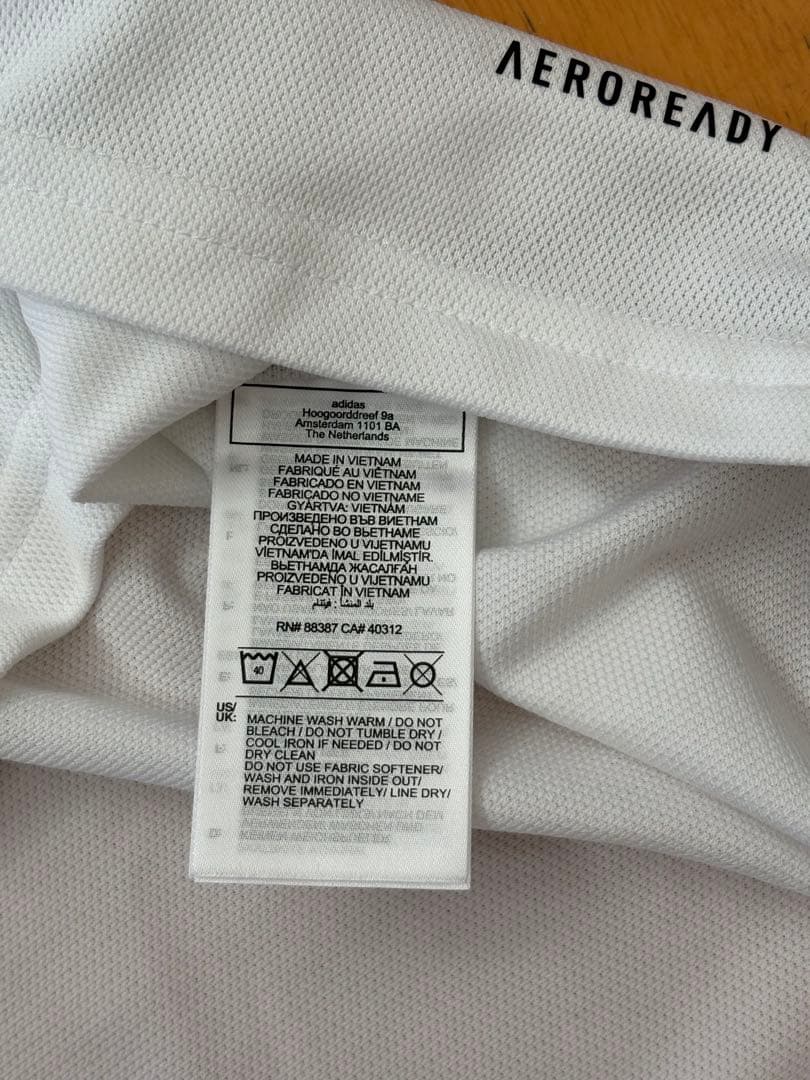 AEROREADY
adidas
Hoogoorddreef 9a
Amsterdam 1101 BA
The Netherlands
MADE IN VIETNAM
FABRIQUÉ AU VIÊTNAM
FABRICADO EN VIETNAM
FABRICADO NO VIETNAME
GYÁRTVA: VIETNÁM
ПРОИЗВЕДЕНО ВЪВ ВИЕТНАМ
СДЕЛАНО ВО ВЬЕТНАМЕ
PROIZVEDENO U VIJETNAMU
VİETNAM'DA İMAL EDİLMİŞTİR.
ВЬЕТНАМДА ЖАСАЛҒАН
PROIZVEDENO U VIJETNAMU
FABRICAT ÎN VIETNAM
بلد المنشأ : فيتنام
RN# 88387 CA# 40312
40
US/
UK:
MACHINE WASH WARM / DO NOT
BLEACH / DO NOT TUMBLE DRY /
COOL IRON IF NEEDED / DO NOT
DRY CLEAN
DO NOT USE FABRIC SOFTENER/
WASH AND IRON INSIDE OUT/
REMOVE IMMEDIATELY/ LINE DRY/
WASH SEPARATELY